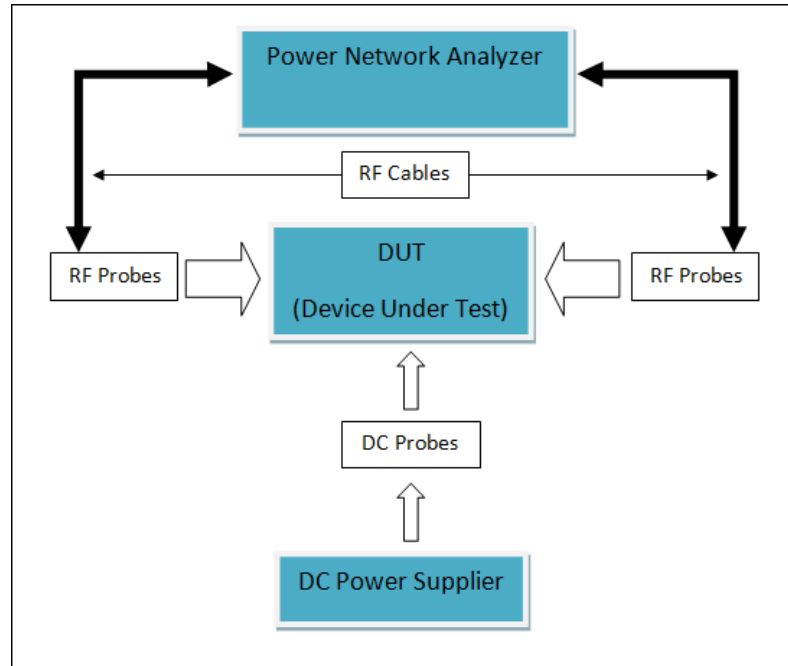 Power Network Analyzer
RF Cables
RF Probes
DUT
(Device Under Test)
RF Probes
DC Probes
DC Power Supplier